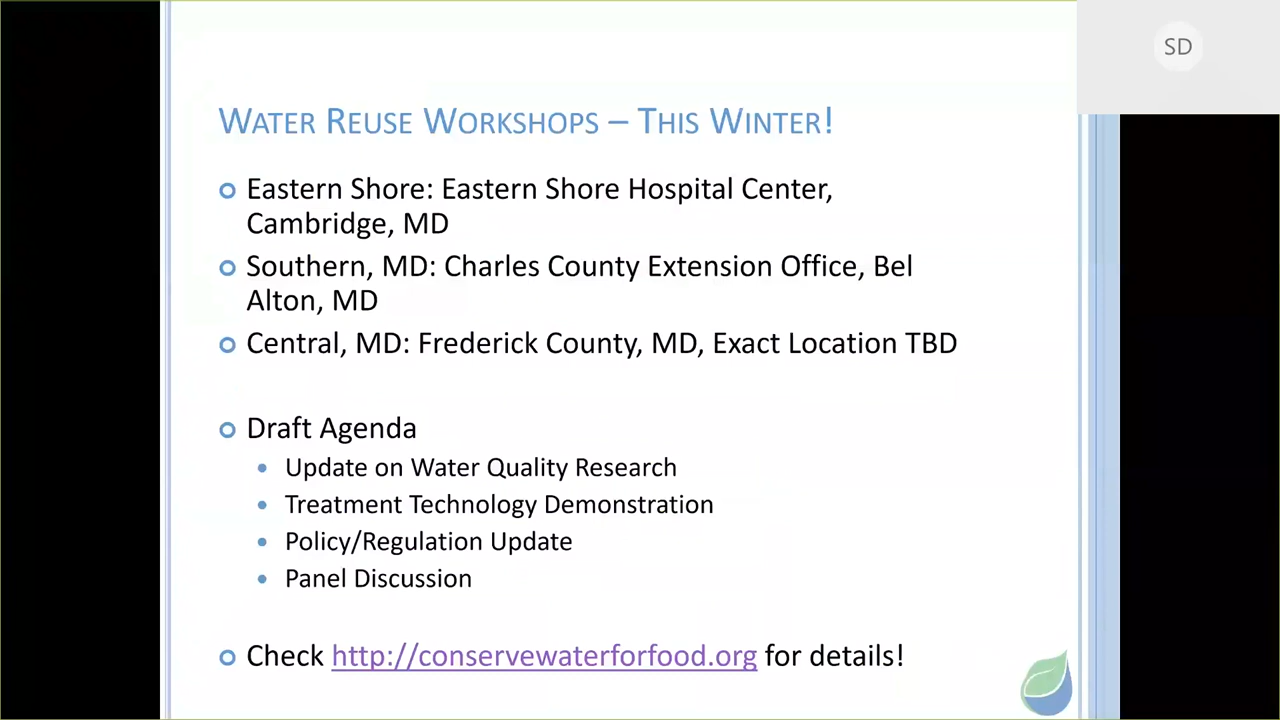 SD
WATER REUSE WORKSHOPS – THIS WINTER!
Eastern Shore: Eastern Shore Hospital Center,
Cambridge, MD
Southern, MD: Charles County Extension Office, Bel
Alton, MD
Central, MD: Frederick County, MD, Exact Location TBD
Draft Agenda
Update on Water Quality Research
Treatment Technology Demonstration
Policy/Regulation Update
Panel Discussion
Check http://conservewaterforfood.org for details!